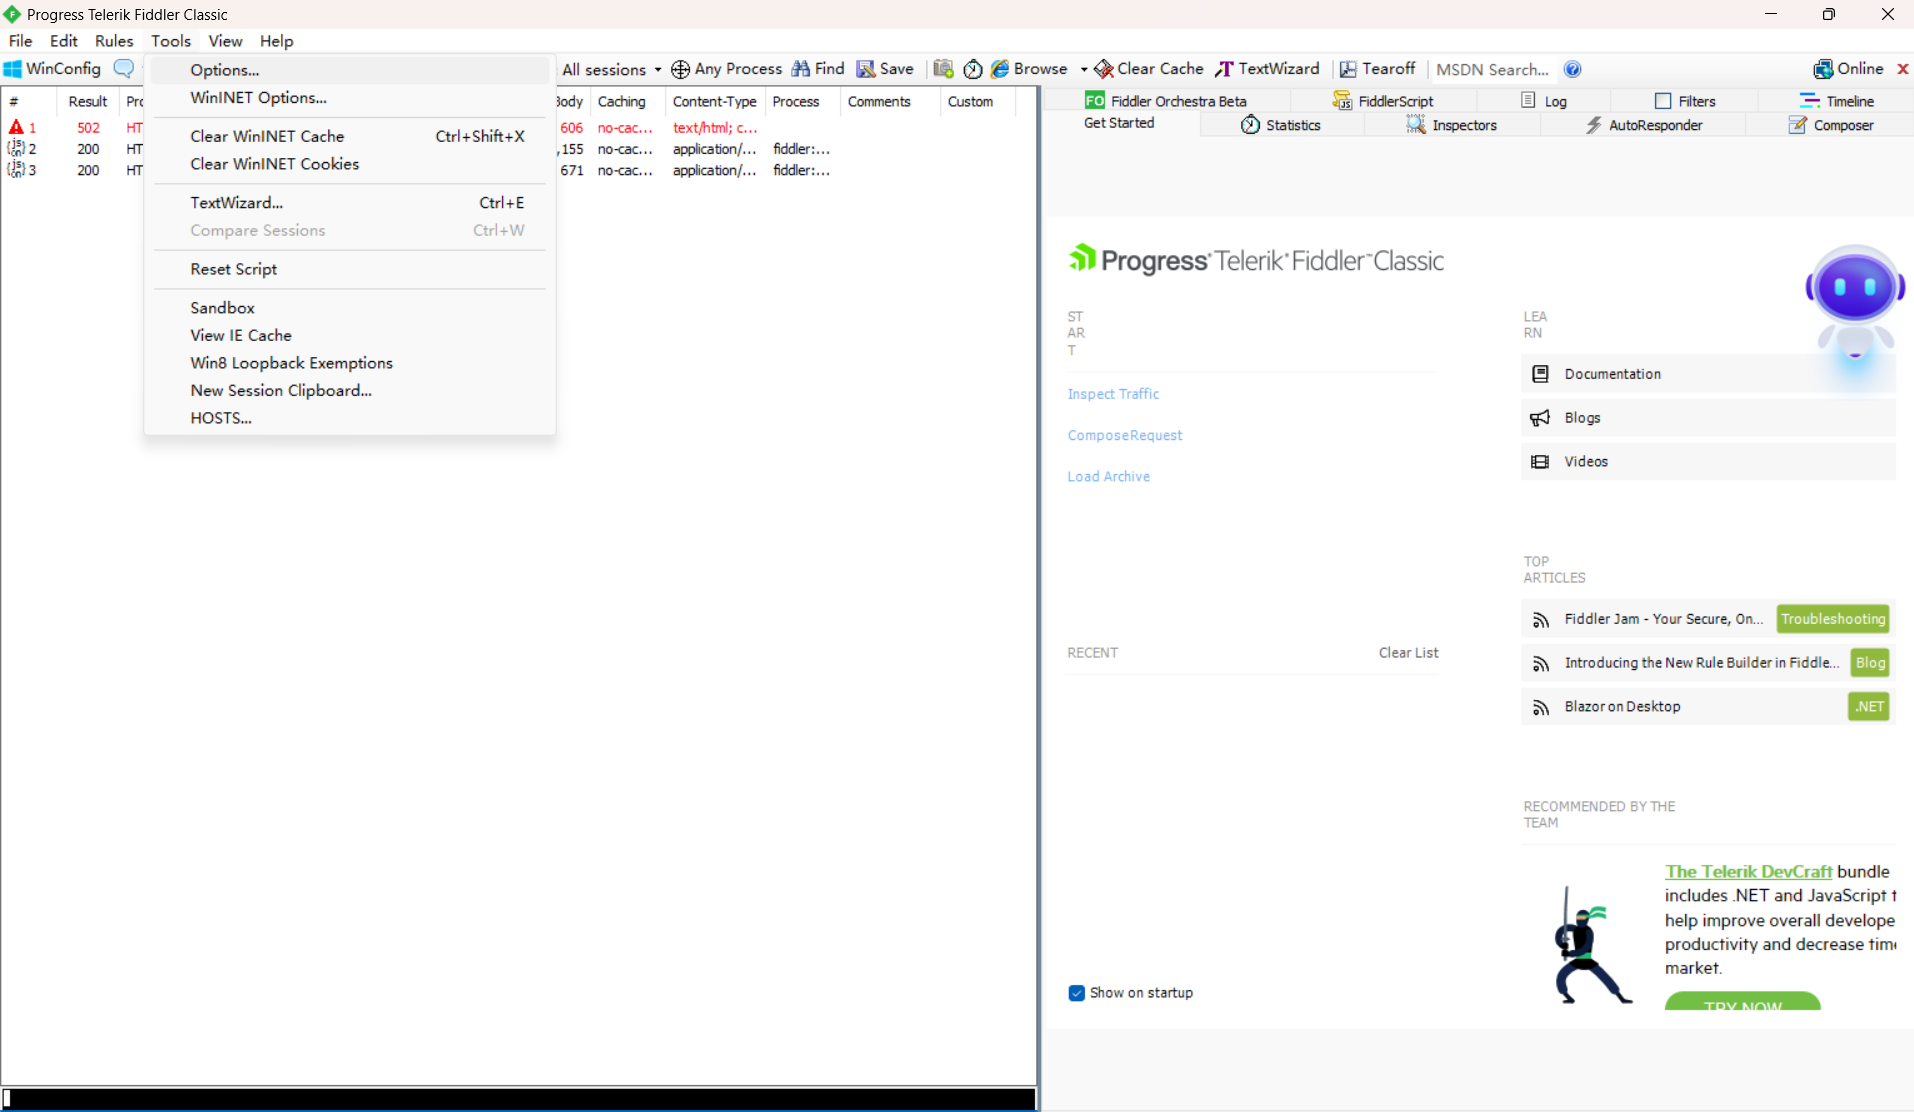 Progress Telerik Fiddler Classic
File Edit Rules Tools View Help
WinConfig All sessions Any Process Find Save Browse Clear Cache TextWizard Tearoff MSDN Search... Online
# Result Body Caching Content-Type Process Comments Custom
1 502 HT 606 no-cac... text/html; c...
2 200 HT ,155 no-cac... application/... fiddler:...
3 200 HT 671 no-cac... application/... fiddler:...
Options...
WinINET Options...
Clear WinINET Cache Ctrl+Shift+X
Clear WinINET Cookies
TextWizard... Ctrl+E
Compare Sessions Ctrl+W
Reset Script
Sandbox
View IE Cache
Win8 Loopback Exemptions
New Session Clipboard...
HOSTS...
FO Fiddler Orchestra Beta FiddlerScript Log Filters Timeline
Get Started Statistics Inspectors AutoResponder Composer
Progress Telerik Fiddler Classic
ST
AR
T
Inspect Traffic
ComposeRequest
Load Archive
RECENT Clear List
Show on startup
LEA
RN
Documentation
Blogs
Videos
TOP
ARTICLES
Fiddler Jam - Your Secure, On... Troubleshooting
Introducing the New Rule Builder in Fiddle... Blog
Blazor on Desktop .NET
RECOMMENDED BY THE
TEAM
The Telerik DevCraft bundle
includes .NET and JavaScript t
help improve overall develope
productivity and decrease time
market.
TRY NOW